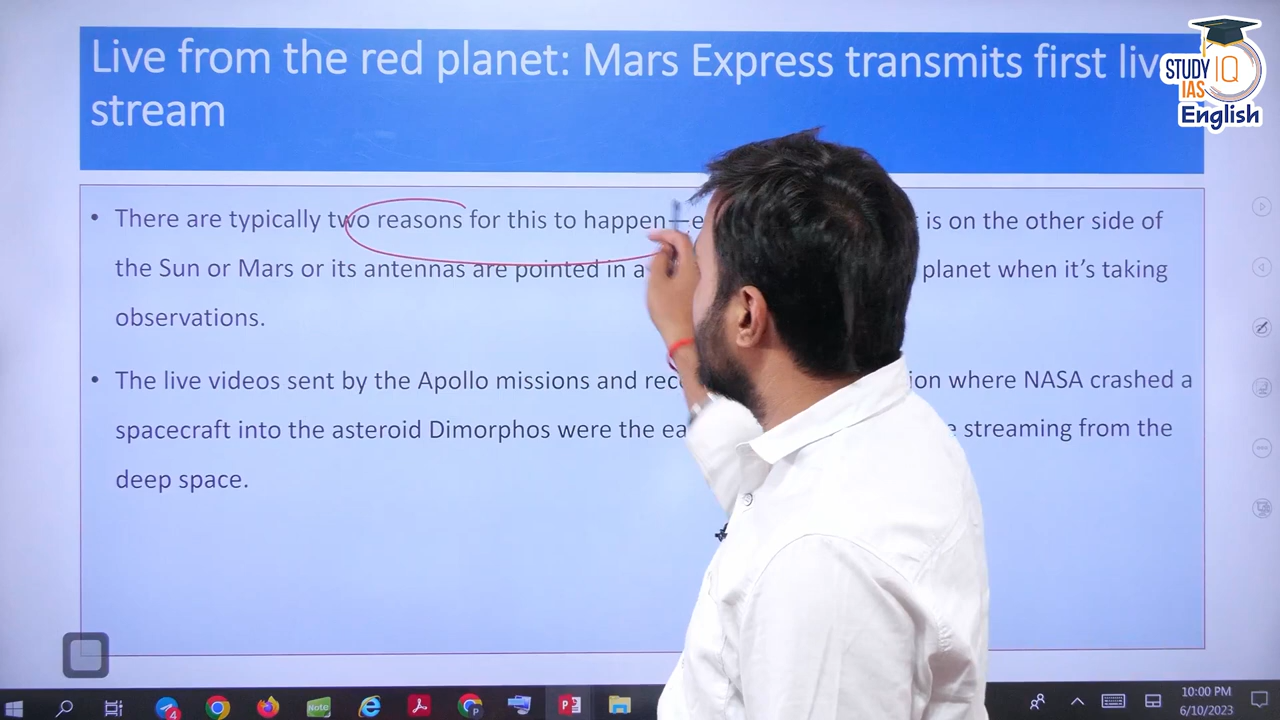 Live from the red planet: Mars Express transmits first liv
stream
STUDY IQ
IAS
English
• There are typically two reasons for this to happen—e is on the other side of
the Sun or Mars or its antennas are pointed in a planet when it's taking
observations.
• The live videos sent by the Apollo missions and rec ion where NASA crashed a
spacecraft into the asteroid Dimorphos were the ea e streaming from the
deep space.
4
Note
10:00 PM
6/10/2023